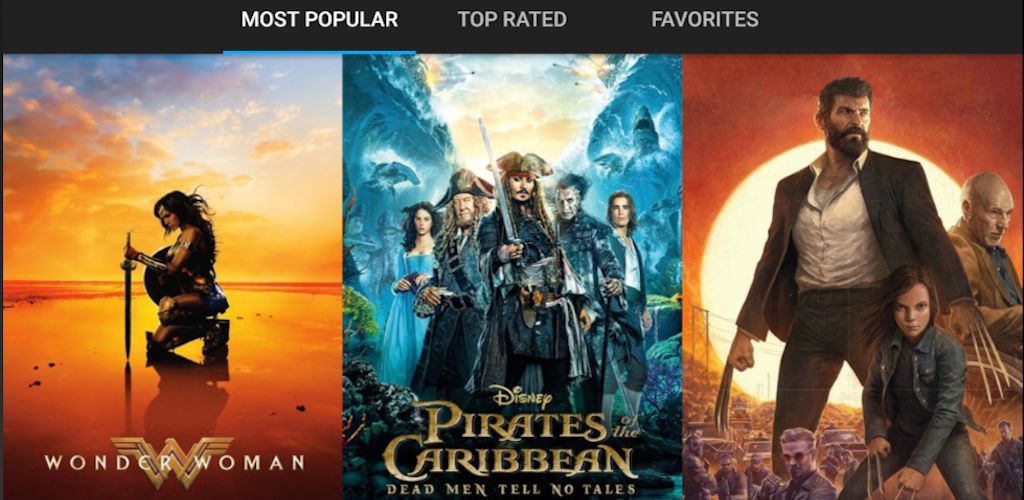 MOST POPULAR TOP RATED FAVORITES
WONDER WOMAN
Disney
PIRATES of the
CARIBBEAN
DEAD MEN TELL NO TALES